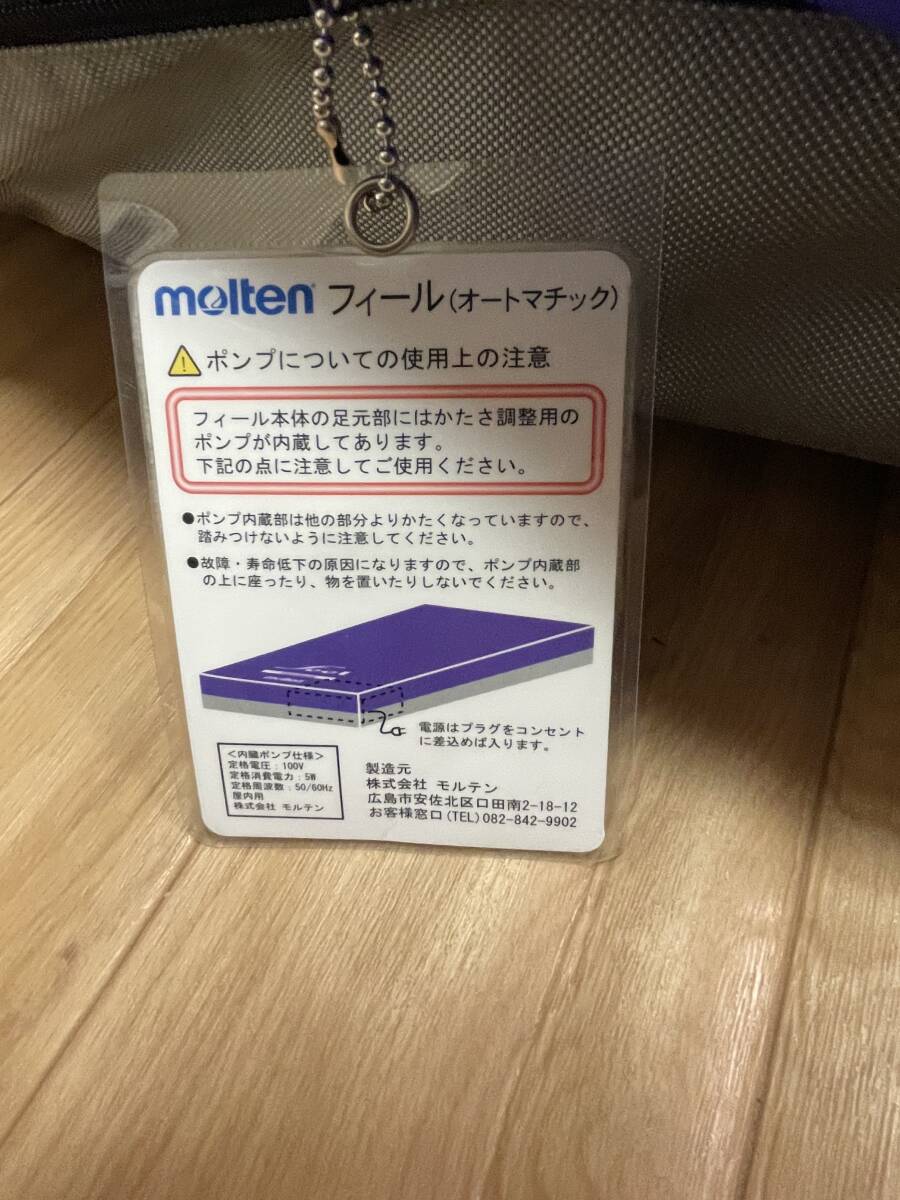 molten フィール(オートマチック)
ポンプについての使用上の注意
フィール本体の足元部にはかたさ調整用の
ポンプが内蔵してあります。
下記の点に注意してご使用ください。
●ポンプ内蔵部は他の部分よりかたくなっていますので、
踏みつけないように注意してください。
●故障・寿命低下の原因になりますので、ポンプ内蔵部
の上に座ったり、物を置いたりしないでください。
電源はプラグをコンセント
に差込めば入ります。
<内臓ポンプ仕様>
定格電圧:100V
定格消費電力:5W
定格周波数:50/60Hz
屋内用
株式会社 モルテン
製造元
株式会社 モルテン
広島市安佐北区口田南2-18-12
お客様窓口(TEL)082-842-9902